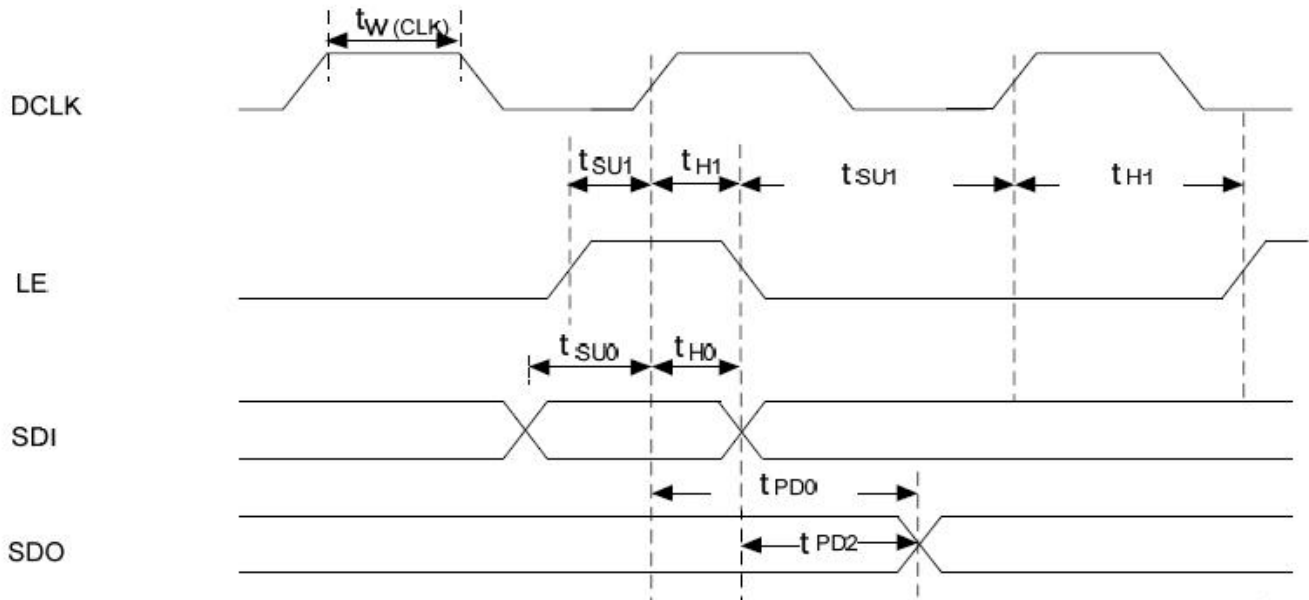 tW(CLK)
DCLK
tSU1 tH1 tSU1 tH1
LE
tSU0 tH0
SDI
tPD0
SDO
tPD2